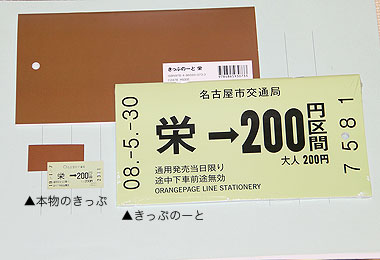 きっぷのーと 栄
名古屋市交通局
栄→200円区間
大人 200円
08.-5.-30
7581
通用発売当日限り
途中下車前途無効
ORANGEPAGE LINE STATIONERY
栄→200
▲本物のきっぷ
▲きっぷのーと